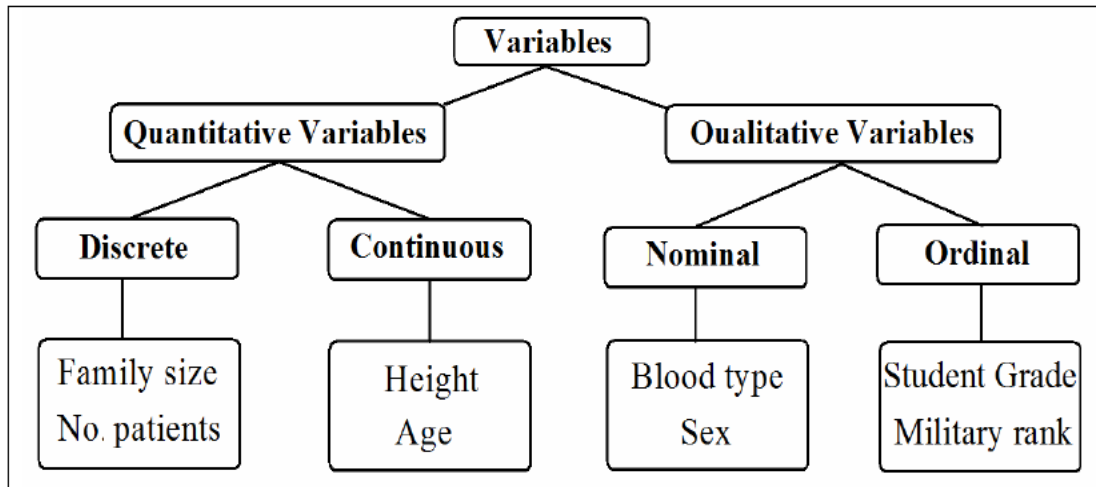 Variables
Quantitative Variables
Oualitative Variables
Discrete
Continuous
Nominal
Ordinal
Family size
No. patients
Height
Age
Blood type
Sex
Student Grade
Military rank